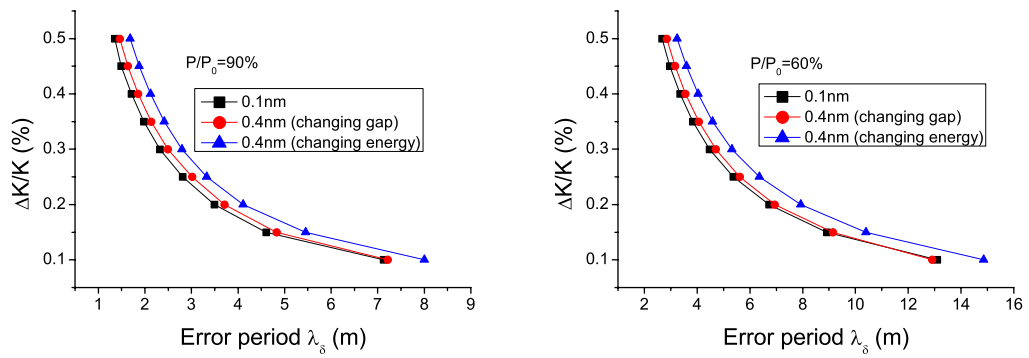 0.5
0.4
0.3
0.2
0.1
ΔK/K (%)
P/P₀=90%
0.1nm
0.4nm (changing gap)
0.4nm (changing energy)
1 2 3 4 5 6 7 8 9
Error period λ_δ (m)
0.5
0.4
0.3
0.2
0.1
ΔK/K (%)
P/P₀=60%
0.1nm
0.4nm (changing gap)
0.4nm (changing energy)
2 4 6 8 10 12 14 16
Error period λ_δ (m)